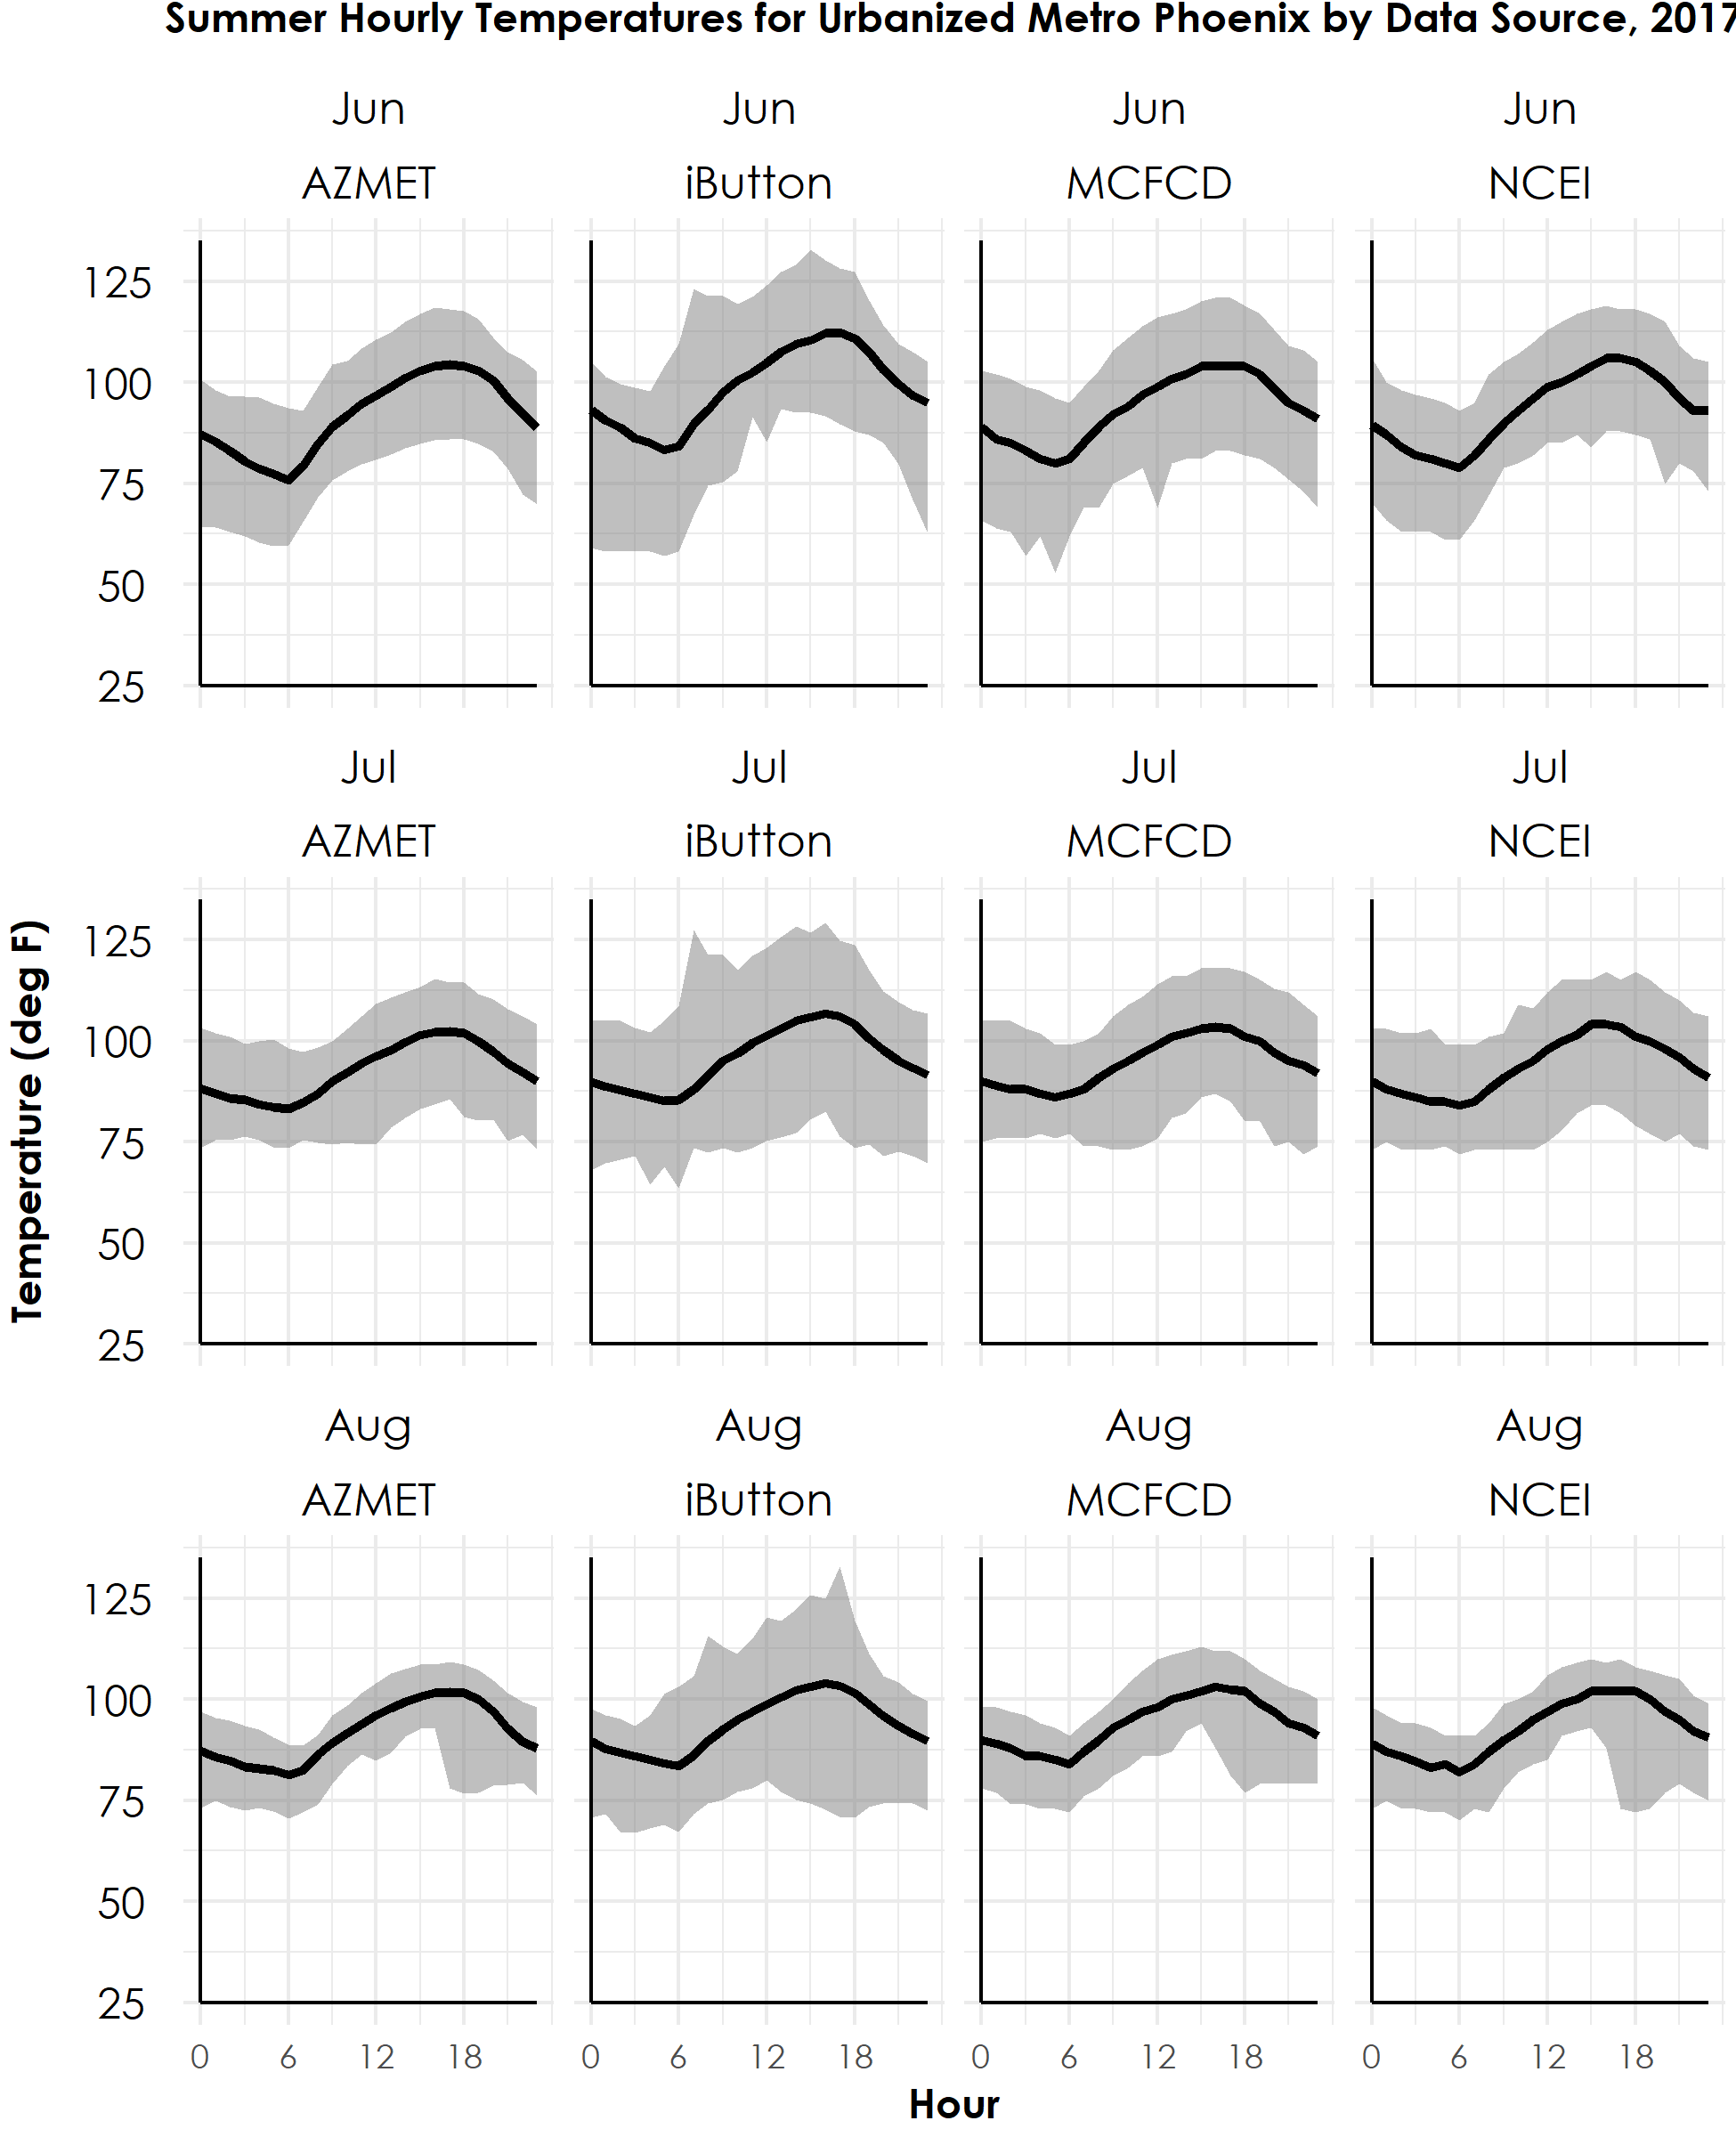 Summer Hourly Temperatures for Urbanized Metro Phoenix by Data Source, 2017
Jun Jun Jun Jun
AZMET iButton MCFCD NCEI
125
100
75
50
25
Jul Jul Jul Jul
AZMET iButton MCFCD NCEI
Temperature (deg F)
125
100
75
50
25
Aug Aug Aug Aug
AZMET iButton MCFCD NCEI
125
100
75
50
25
0 6 12 18 0 6 12 18 0 6 12 18 0 6 12 18
Hour